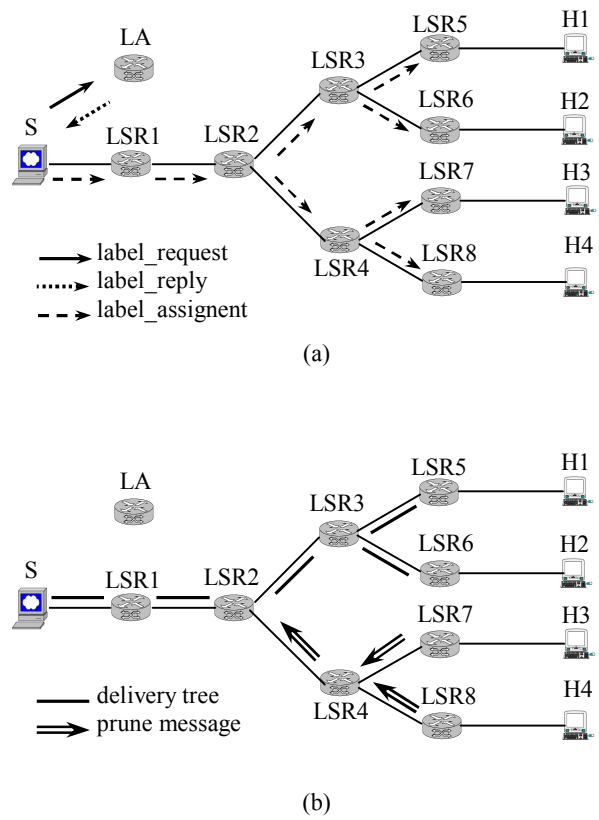 LA
LSR5
H1
LSR3
S
LSR1
LSR2
LSR6
H2
LSR7
H3
LSR4
LSR8
H4
label_request
label_reply
label_assignent
(a)
LA
LSR5
H1
LSR3
S
LSR1
LSR2
LSR6
H2
LSR7
H3
LSR4
LSR8
H4
delivery tree
prune message
(b)